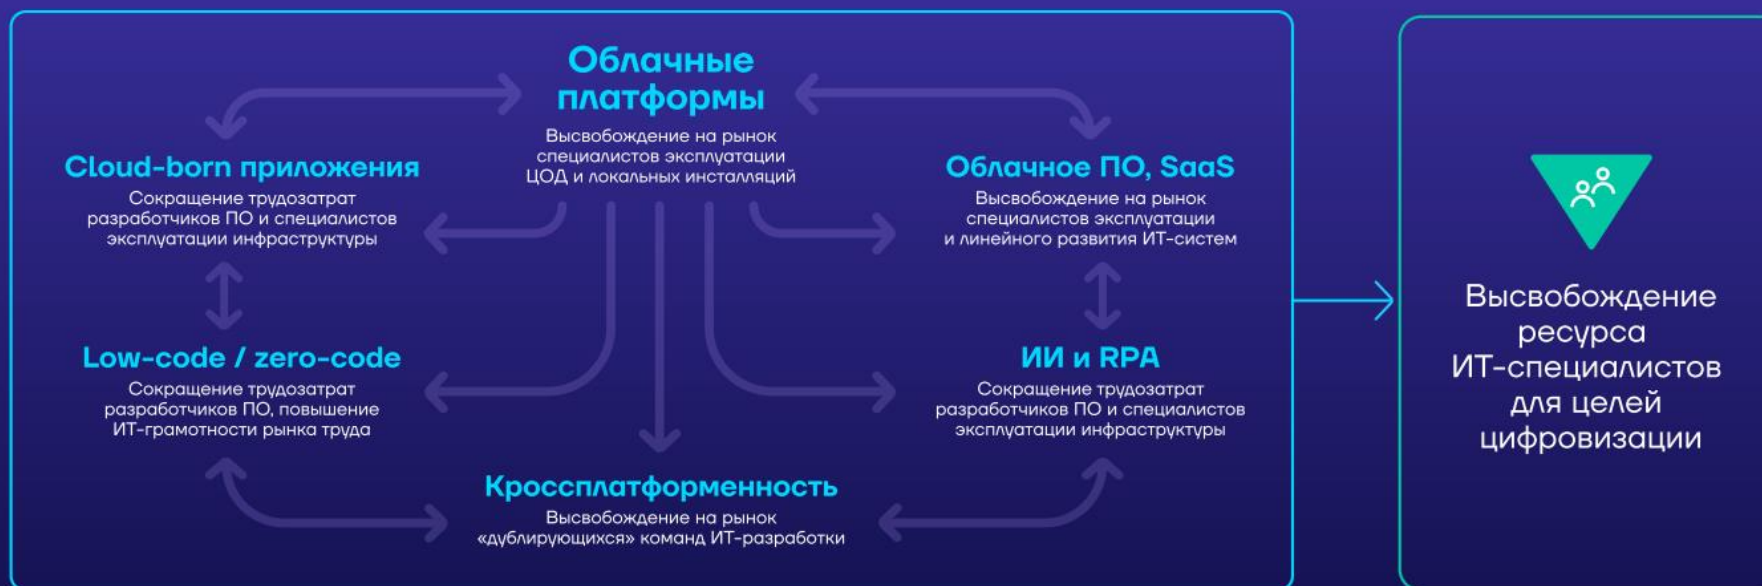 Облачные
платформы
Высвобождение на рынок
специалистов эксплуатации
ЦОД и локальных инсталляций
Cloud-born приложения
Сокращение трудозатрат
разработчиков ПО и специалистов
эксплуатации инфраструктуры
Облачное ПО, SaaS
Высвобождение на рынок
специалистов эксплуатации
и линейного развития ИТ-систем
Low-code / zero-code
Сокращение трудозатрат
разработчиков ПО, повышение
ИТ-грамотности рынка труда
ИИ и RPA
Сокращение трудозатрат
разработчиков ПО и специалистов
эксплуатации инфраструктуры
Кроссплатформенность
Высвобождение на рынок
«дублирующихся» команд ИТ-разработки
Высвобождение
ресурса
ИТ-специалистов
для целей
цифровизации